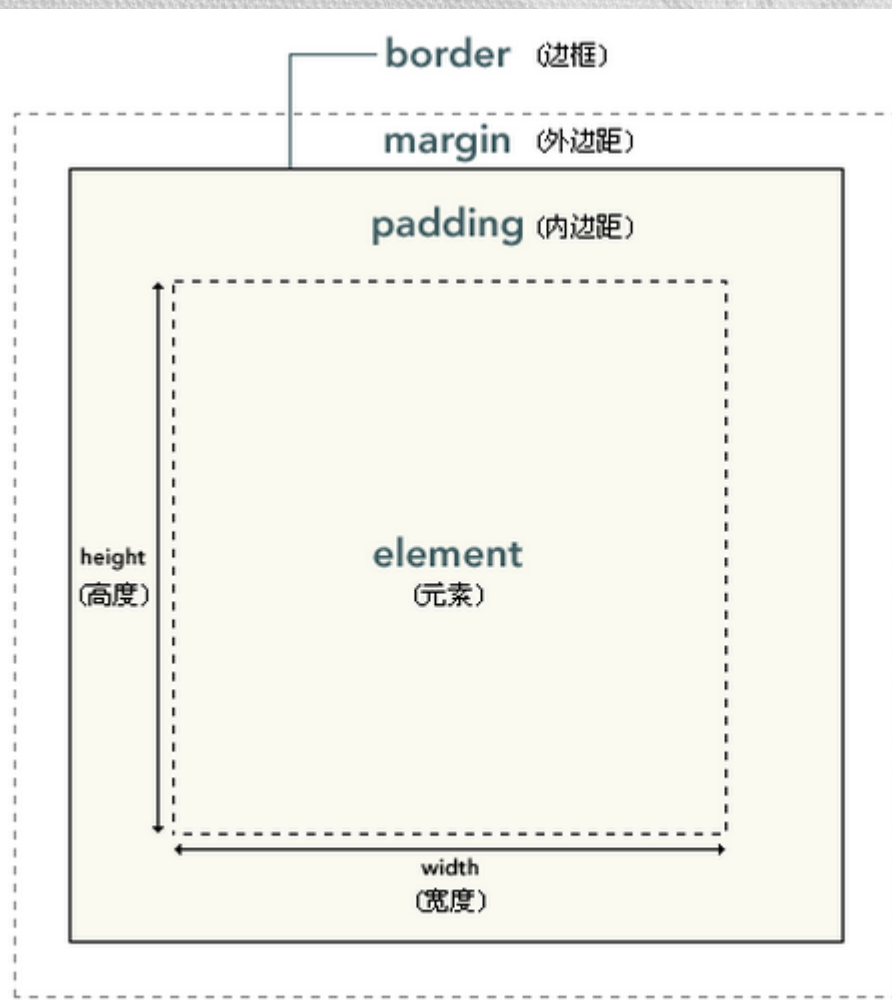 border (边框)
margin (外边距)
padding (内边距)
height
(高度)
element
(元素)
width
(宽度)